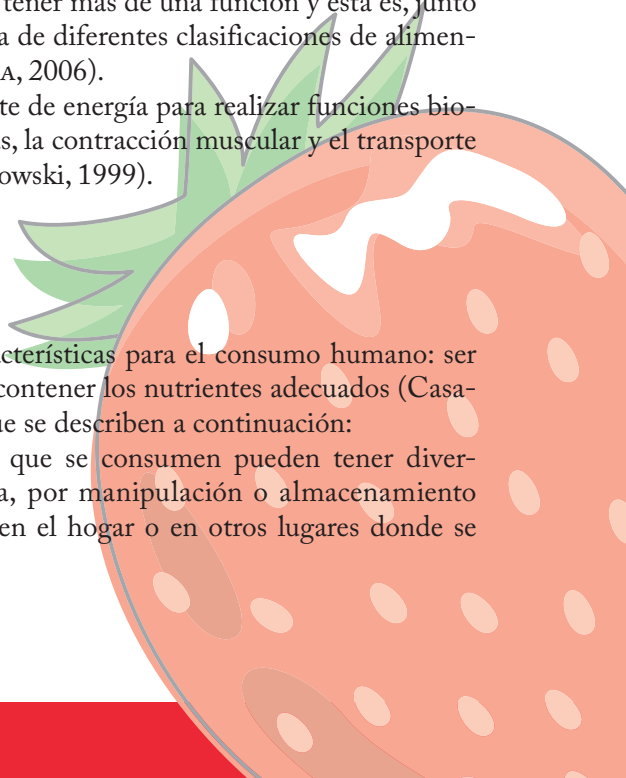 tener más de una función y esta es, junto
a de diferentes clasificaciones de alimen-
A, 2006).
te de energía para realizar funciones bio-
s, la contracción muscular y el transporte
owski, 1999).
cterísticas para el consumo humano: ser
contener los nutrientes adecuados (Casa-
ue se describen a continuación:
que se consumen pueden tener diver-
a, por manipulación o almacenamiento
en el hogar o en otros lugares donde se